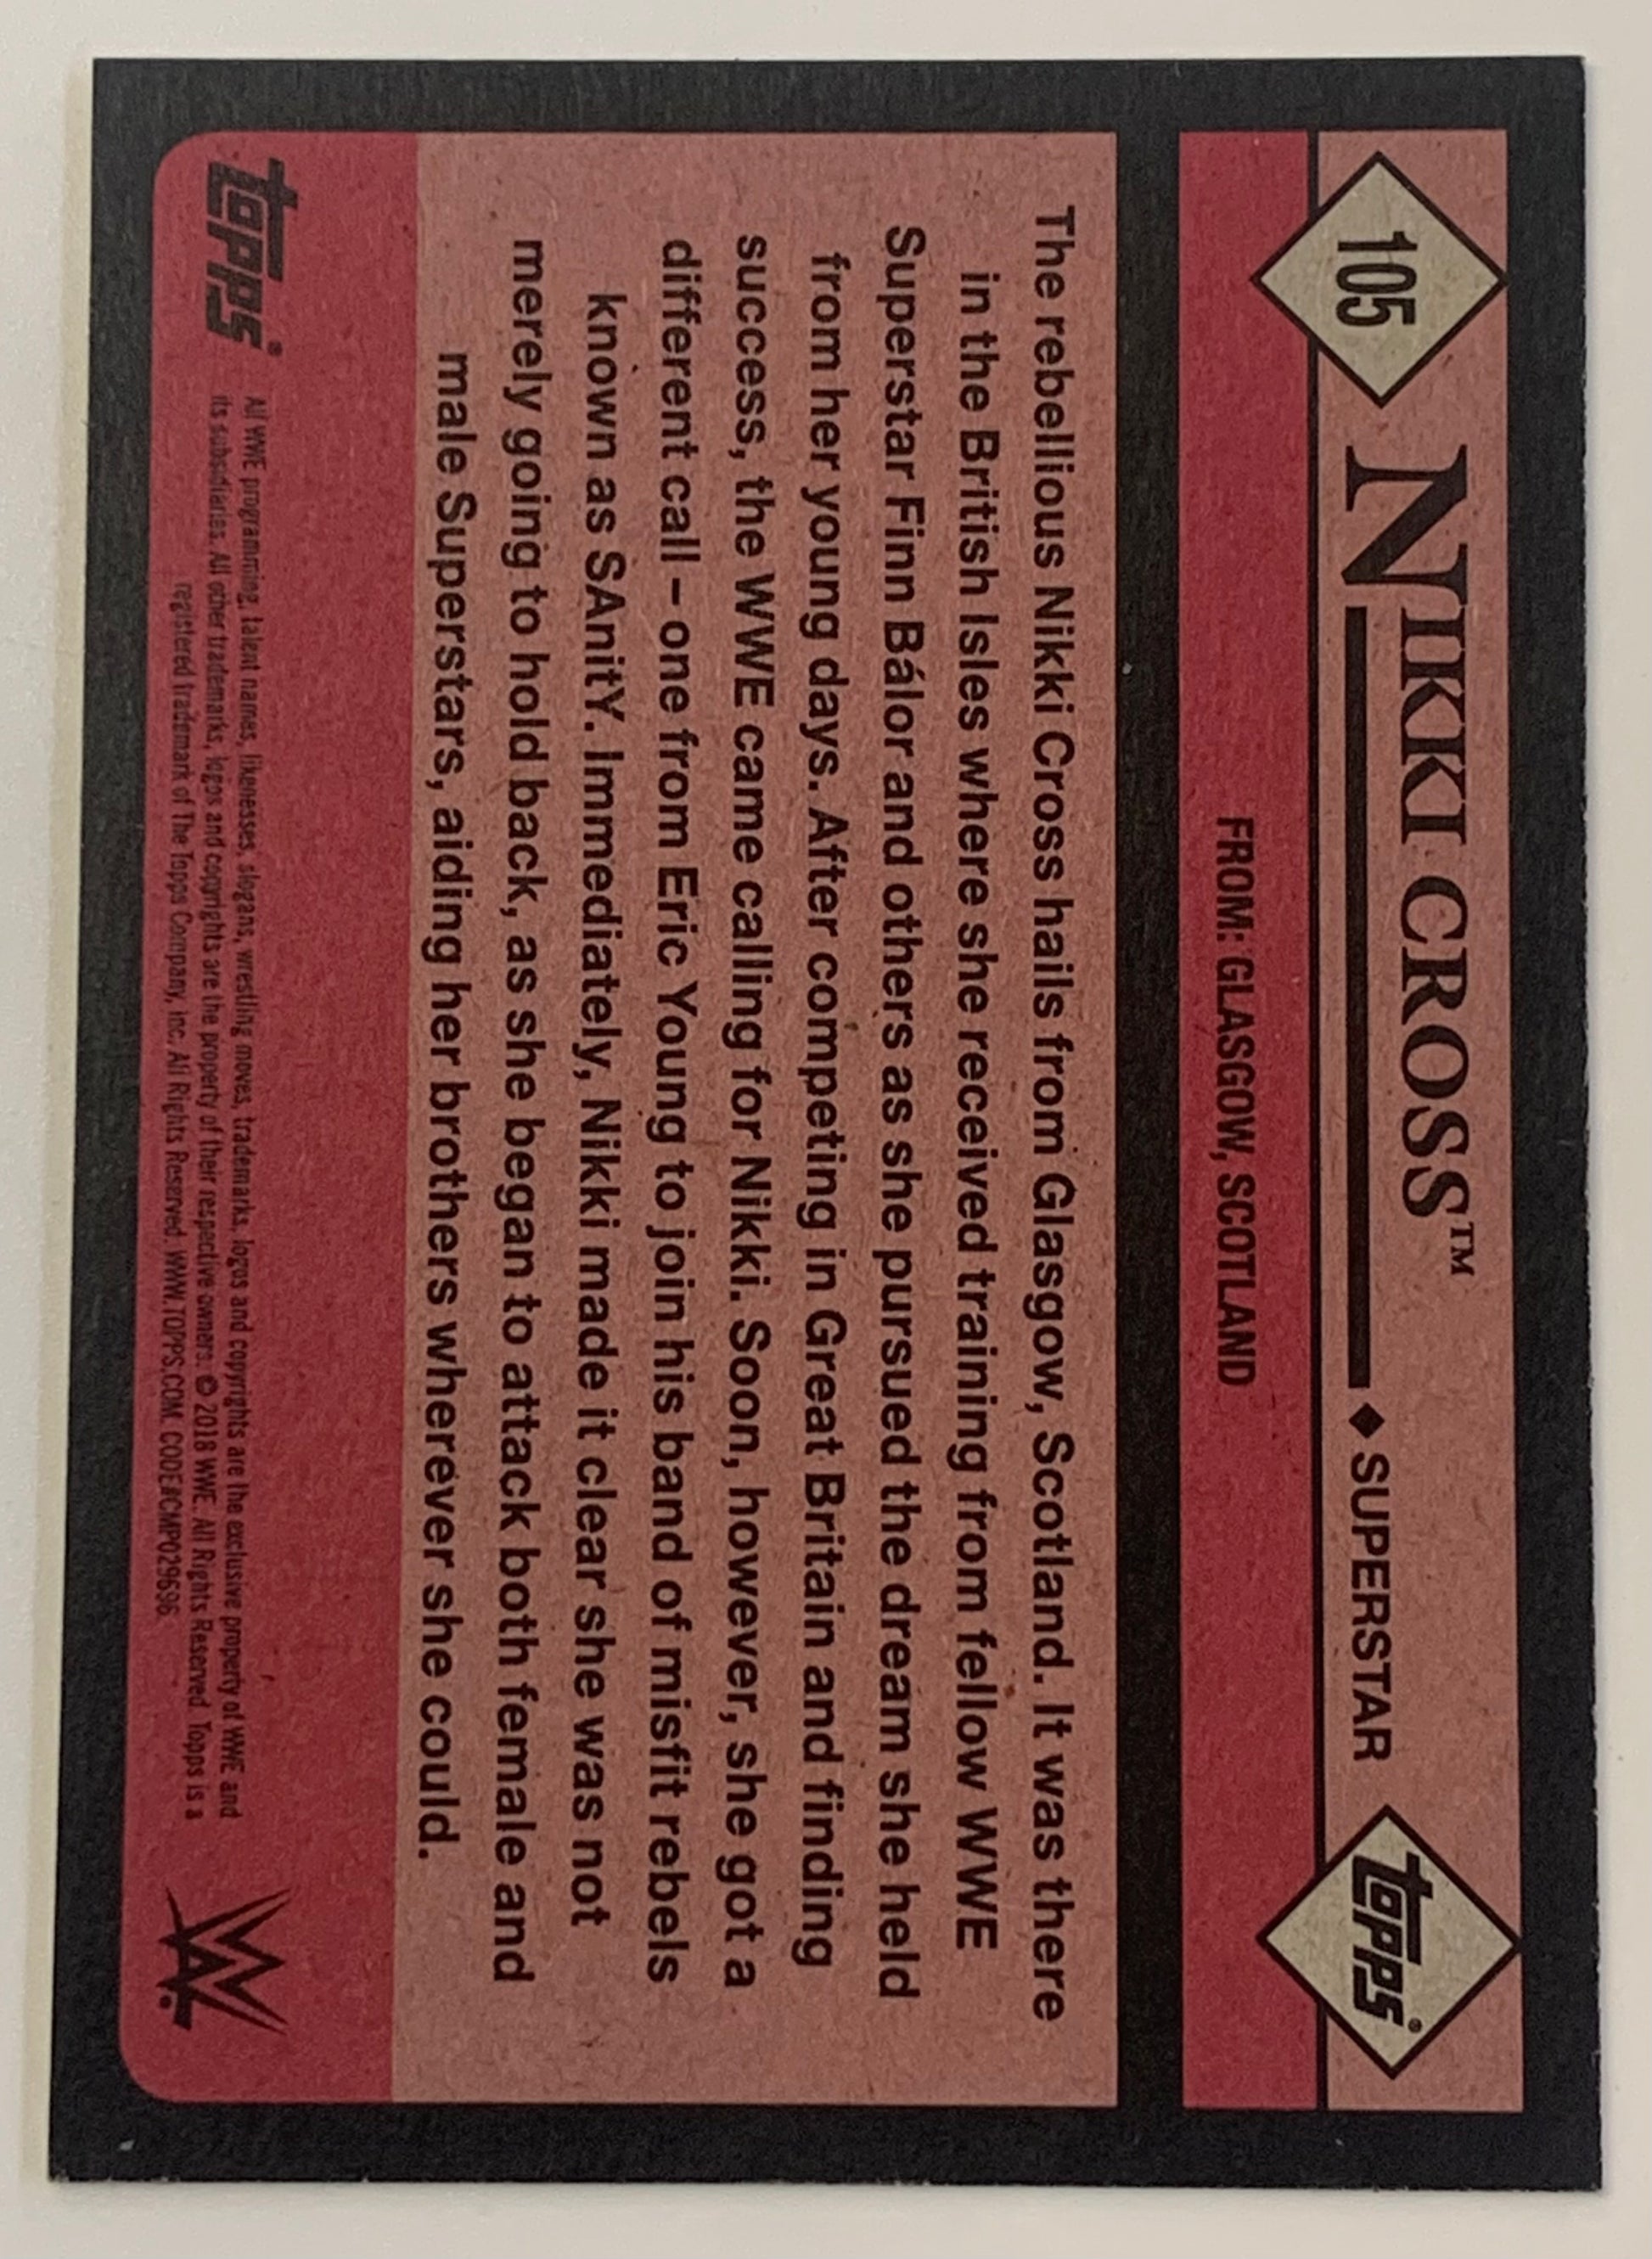 105
NIKKI CROSS™
◆ SUPERSTAR
topps®
FROM: GLASGOW, SCOTLAND
The rebellious Nikki Cross hails from Glasgow, Scotland. It was there
in the British Isles where she received training from fellow WWE
Superstar Finn Bálor and others as she pursued the dream she held
from her young days. After competing in Great Britain and finding
success, the WWE came calling for Nikki. Soon, however, she got a
different call – one from Eric Young to join his band of misfit rebels
known as SAnitY. Immediately, Nikki made it clear she was not
merely going to hold back, as she began to attack both female and
male Superstars, aiding her brothers wherever she could.
topps®
All WWE programming, talent names, likenesses, slogans, wrestling moves, trademarks, logos and copyrights are the exclusive property of WWE and
its subsidiaries. All other trademarks, logos and copyrights are the property of their respective owners. © 2018 WWE. All Rights Reserved. Topps is a
registered trademark of The Topps Company, Inc. All Rights Reserved. WWW.TOPPS.COM. CODE#CMP029696
W